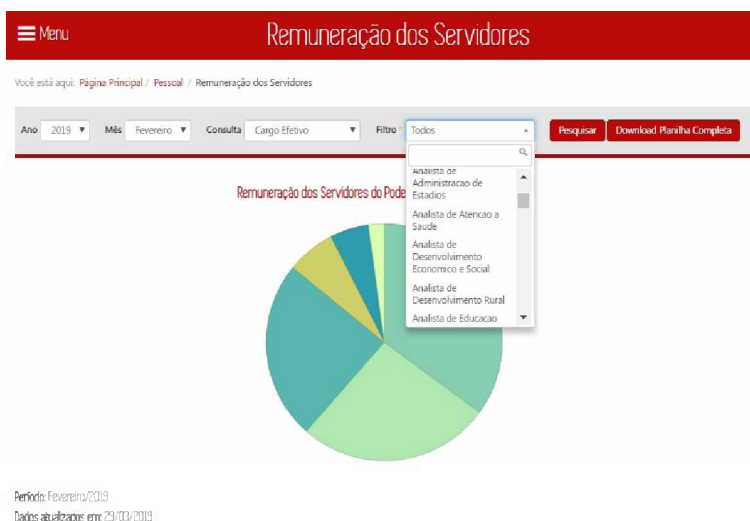 Menu
Remuneração dos Servidores
Você está aqui: Página Principal / Pessoal / Remuneração dos Servidores
Ano 2019 Mês Fevereiro Consulta Cargo Efetivo Filtro * Todos Pesquisar Download Planilha Completa
Analista de
Administracao de
Estadios
Analista de Atencao a
Saude
Analista de
Desenvolvimento
Economico e Social
Analista de
Desenvolvimento Rural
Analista de Educacao
Remuneração dos Servidores do Pode
Período: Fevereiro/2019
Dados atualizados em: 29/03/2019